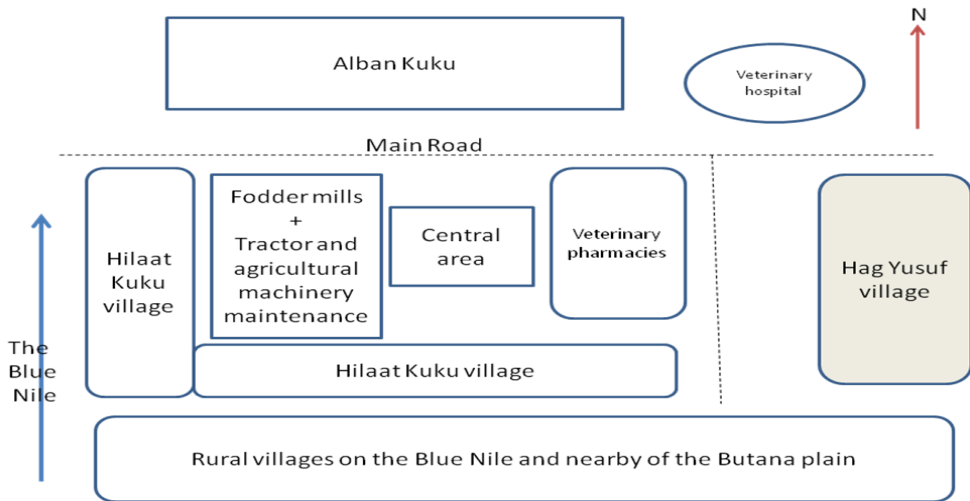 N
Alban Kuku
Veterinary
hospital
Main Road
Hilaat
Kuku
village
Fodder mills
+
Tractor and
agricultural
machinery
maintenance
Central
area
Veterinary
pharmacies
Hag Yusuf
village
The
Blue
Nile
Hilaat Kuku village
Rural villages on the Blue Nile and nearby of the Butana plain